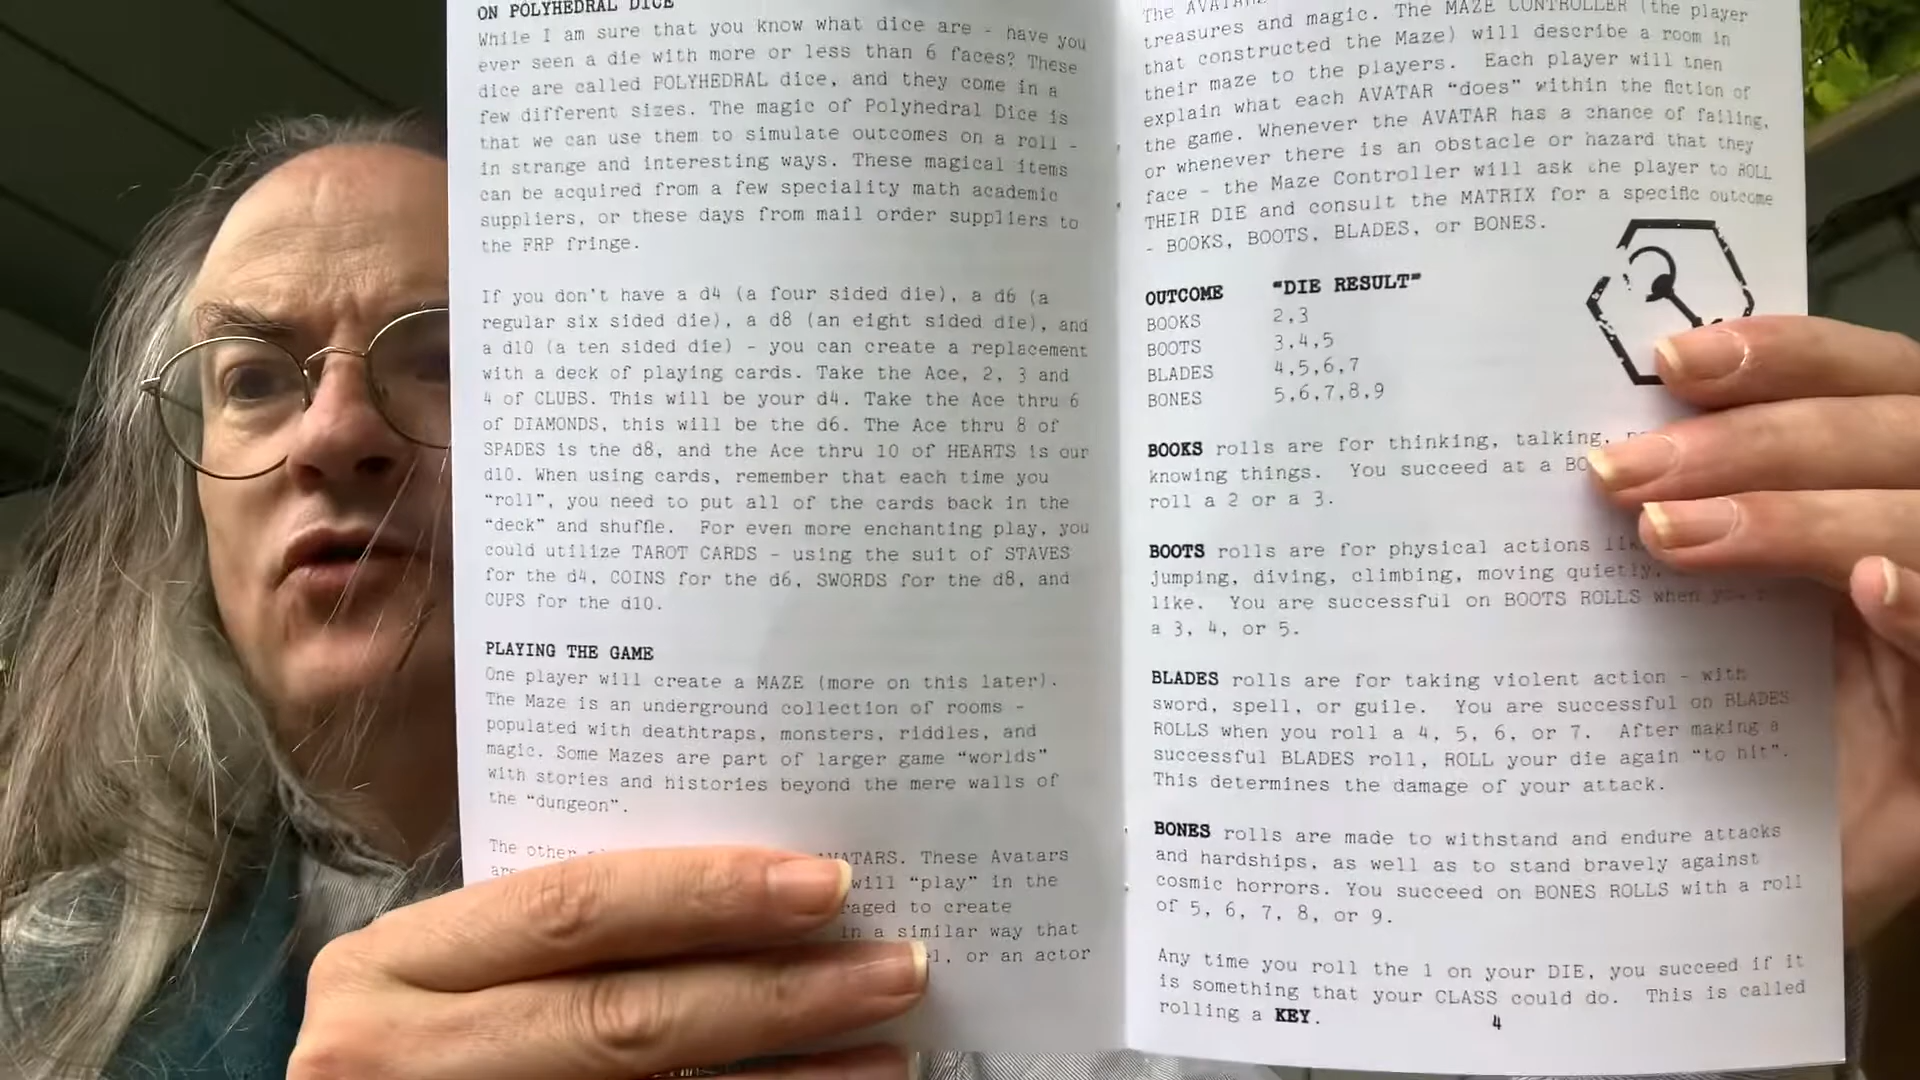 ON POLYHEDRAL DICE
While I am sure that you know what dice are - have you
ever seen a die with more or less than 6 faces? These
dice are called POLYHEDRAL dice, and they come in a
few different sizes. The magic of Polyhedral Dice is
that we can use them to simulate outcomes on a roll -
in strange and interesting ways. These magical items
can be acquired from a few speciality math academic
suppliers, or these days from mail order suppliers to
the FRP fringe.
If you don't have a d4 (a four sided die), a d6 (a
regular six sided die), a d8 (an eight sided die), and
a d10 (a ten sided die) - you can create a replacement
with a deck of playing cards. Take the Ace, 2, 3 and
4 of CLUBS. This will be your d4. Take the Ace thru 6
of DIAMONDS, this will be the d6. The Ace thru 8 of
SPADES is the d8, and the Ace thru 10 of HEARTS is our
d10. When using cards, remember that each time you
"roll", you need to put all of the cards back in the
"deck" and shuffle. For even more enchanting play, you
could utilize TAROT CARDS - using the suit of STAVES
for the d4, COINS for the d6, SWORDS for the d8, and
CUPS for the d10.
PLAYING THE GAME
One player will create a MAZE (more on this later).
The Maze is an underground collection of rooms -
populated with deathtraps, monsters, riddles, and
magic. Some Mazes are part of larger game "worlds"
with stories and histories beyond the mere walls of
the "dungeon".
The other AVATARS. These Avatars
are will "play" in the
to create
in a similar way that
or an actor
The
treasures and magic. The MAZE CONTROLLER (the player
that constructed the Maze) will describe a room in
their maze to the players. Each player will then
explain what each AVATAR "does" within the fiction of
the game. Whenever the AVATAR has a chance of failing,
or whenever there is an obstacle or hazard that they
face - the Maze Controller will ask the player to ROLL
THEIR DIE and consult the MATRIX for a specific outcome
- BOOKS, BOOTS, BLADES, or BONES.
OUTCOME "DIE RESULT"
BOOKS 2,3
BOOTS 3,4,5
BLADES 4,5,6,7
BONES 5,6,7,8,9
BOOKS rolls are for thinking, talking,
knowing things. You succeed at a
roll a 2 or a 3.
BOOTS rolls are for physical actions
jumping, diving, climbing, moving quietly,
like. You are successful on BOOTS ROLLS when
a 3, 4, or 5.
BLADES rolls are for taking violent action - with
sword, spell, or guile. You are successful on BLADES
ROLLS when you roll a 4, 5, 6, or 7. After making a
successful BLADES roll, ROLL your die again "to hit".
This determines the damage of your attack.
BONES rolls are made to withstand and endure attacks
and hardships, as well as to stand bravely against
cosmic horrors. You succeed on BONES ROLLS with a roll
of 5, 6, 7, 8, or 9.
Any time you roll the 1 on your DIE, you succeed if it
is something that your CLASS could do. This is called
rolling a KEY.
4